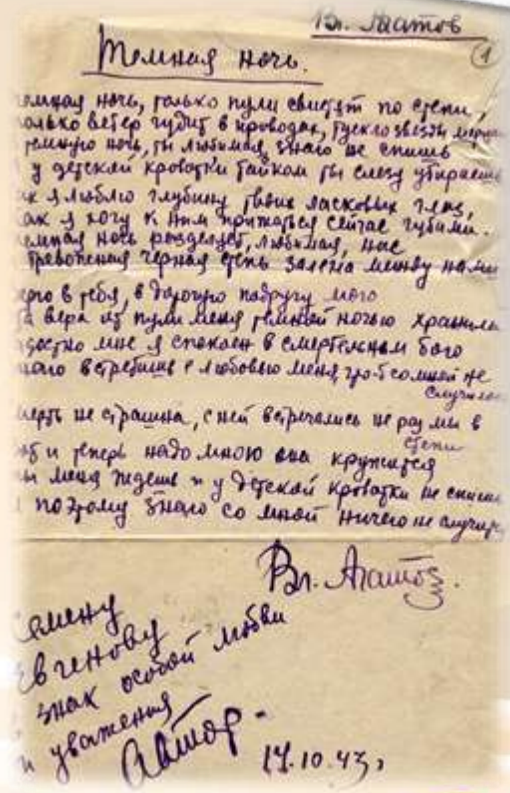 Вл. Агатов
1
Темная ночь.
темная ночь, только пули свистят по степи,
только ветер гудит в проводах, тускло звезды мерца
темную ночь, ты любимая, знаю не спишь
у детской кроватки тайком ты слезу утираешь
как я люблю глубину твоих ласковых глаз,
как я хочу к ним прижаться сейчас губами.
темная ночь разделяет, любимая, нас
тревожная черная степь залегла между нами
верю в тебя, в дорогую подругу мою
та вера от пули меня темной ночью хранила
радостно мне я спокоен в смертельном бою
знаю встретишь с любовью меня, чтоб со мной не
случилось
смерть не страшна, с ней встречались не раз мы в
степи
вот и теперь надо мною она кружится
ты меня ждешь и у детской кроватки не спишь
и поэтому знаю со мной ничего не случится
Вл. Агатов.
Семену
Евгенову
знак особой любви
и уважения
Автор.
17.10.43